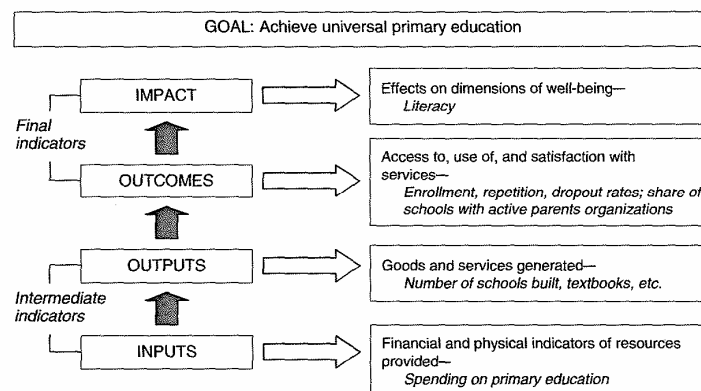 GOAL: Achieve universal primary education
IMPACT
Effects on dimensions of well-being—
Literacy
Final
indicators
OUTCOMES
Access to, use of, and satisfaction with
services—
Enrollment, repetition, dropout rates; share of
schools with active parents organizations
OUTPUTS
Goods and services generated—
Number of schools built, textbooks, etc.
Intermediate
indicators
INPUTS
Financial and physical indicators of resources
provided—
Spending on primary education